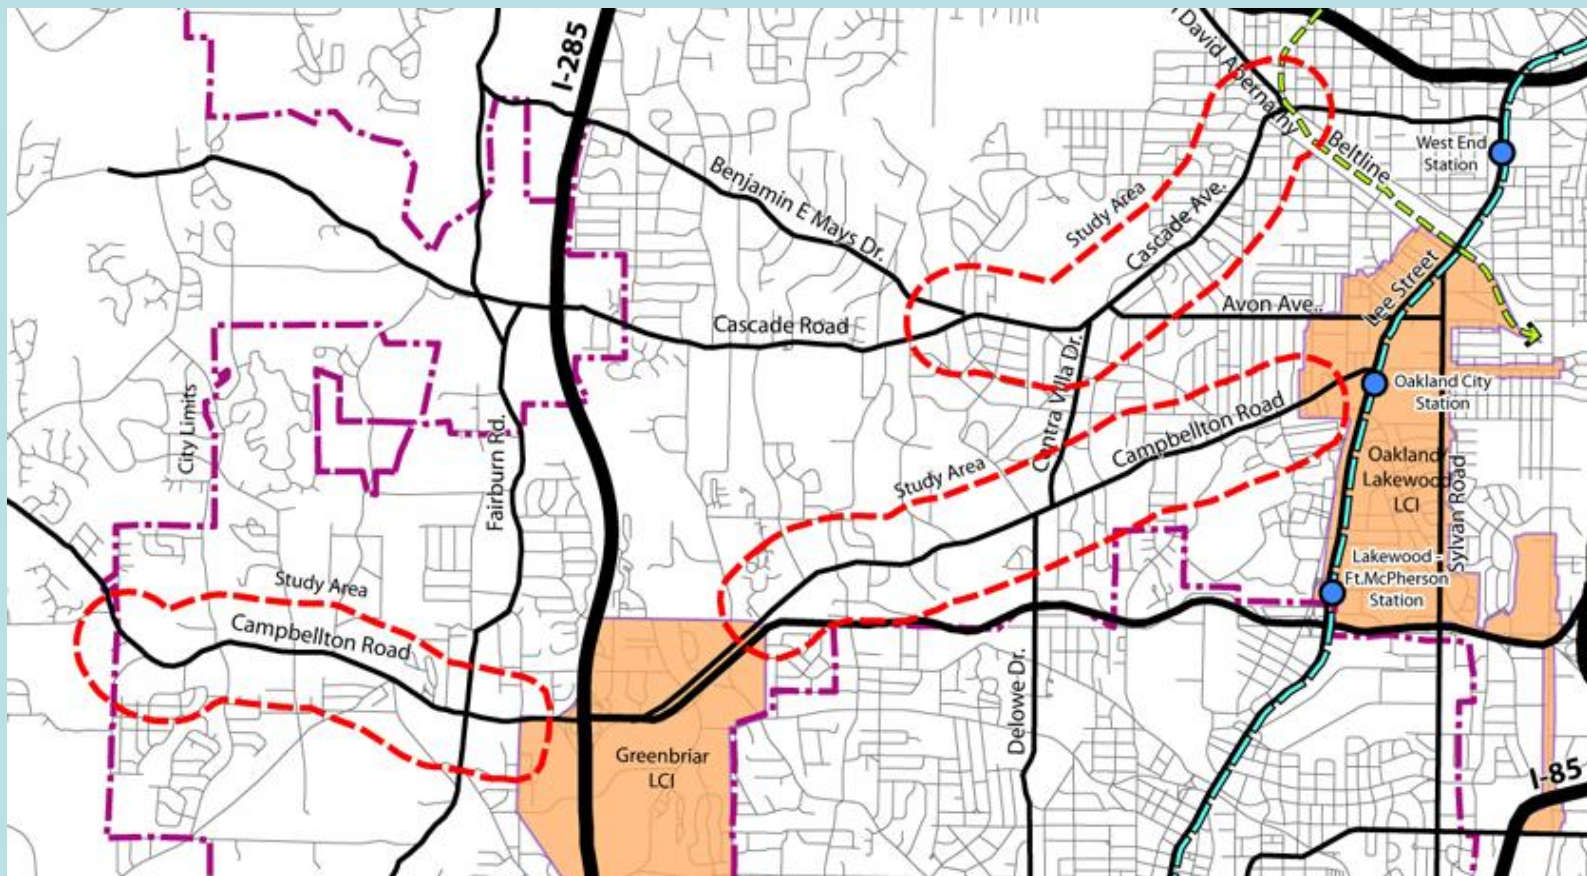 I-285
David Abernathy
West End
Station
Beltline
Benjamin E Mays Dr.
Study Area
Cascade Ave.
Avon Ave..
Lee Street
Cascade Road
Oakland City
Station
City Limits
Fairburn Rd.
Centra Villa Dr.
Campbellton Road
Study Area
Oakland
Lakewood
LCI
Sylvan Road
Lakewood -
Ft.McPherson
Station
Study Area
Campbellton Road
Delowe Dr.
Greenbriar
LCI
I-85